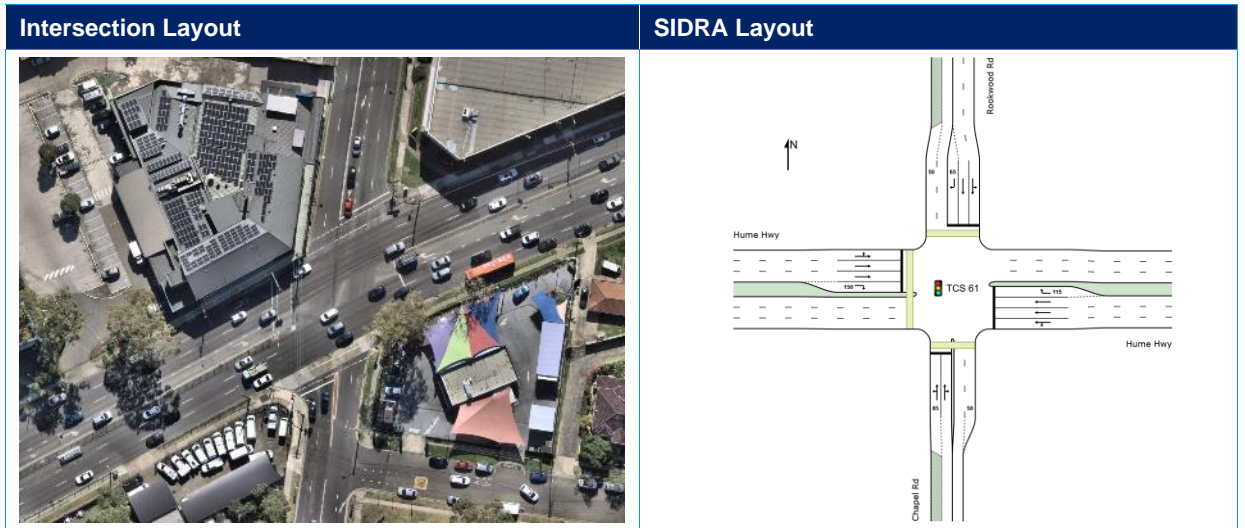 Intersection Layout
SIDRA Layout
Rookwood Rd
N
50
65
Hume Hwy
150
TCS 61
115
Hume Hwy
85
50
Chapel Rd